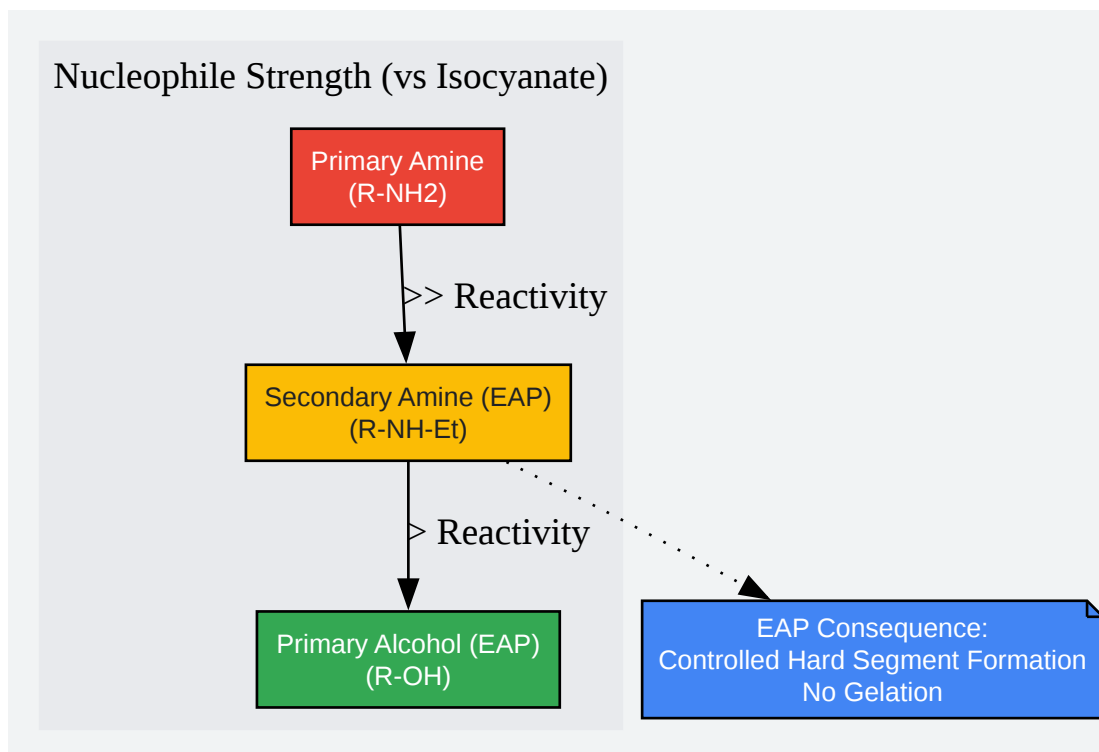 Nucleophile Strength (vs Isocyanate)
Primary Amine
(R-NH2)
>> Reactivity
Secondary Amine (EAP)
(R-NH-Et)
> Reactivity
Primary Alcohol (EAP)
(R-OH)
EAP Consequence:
Controlled Hard Segment Formation
No Gelation